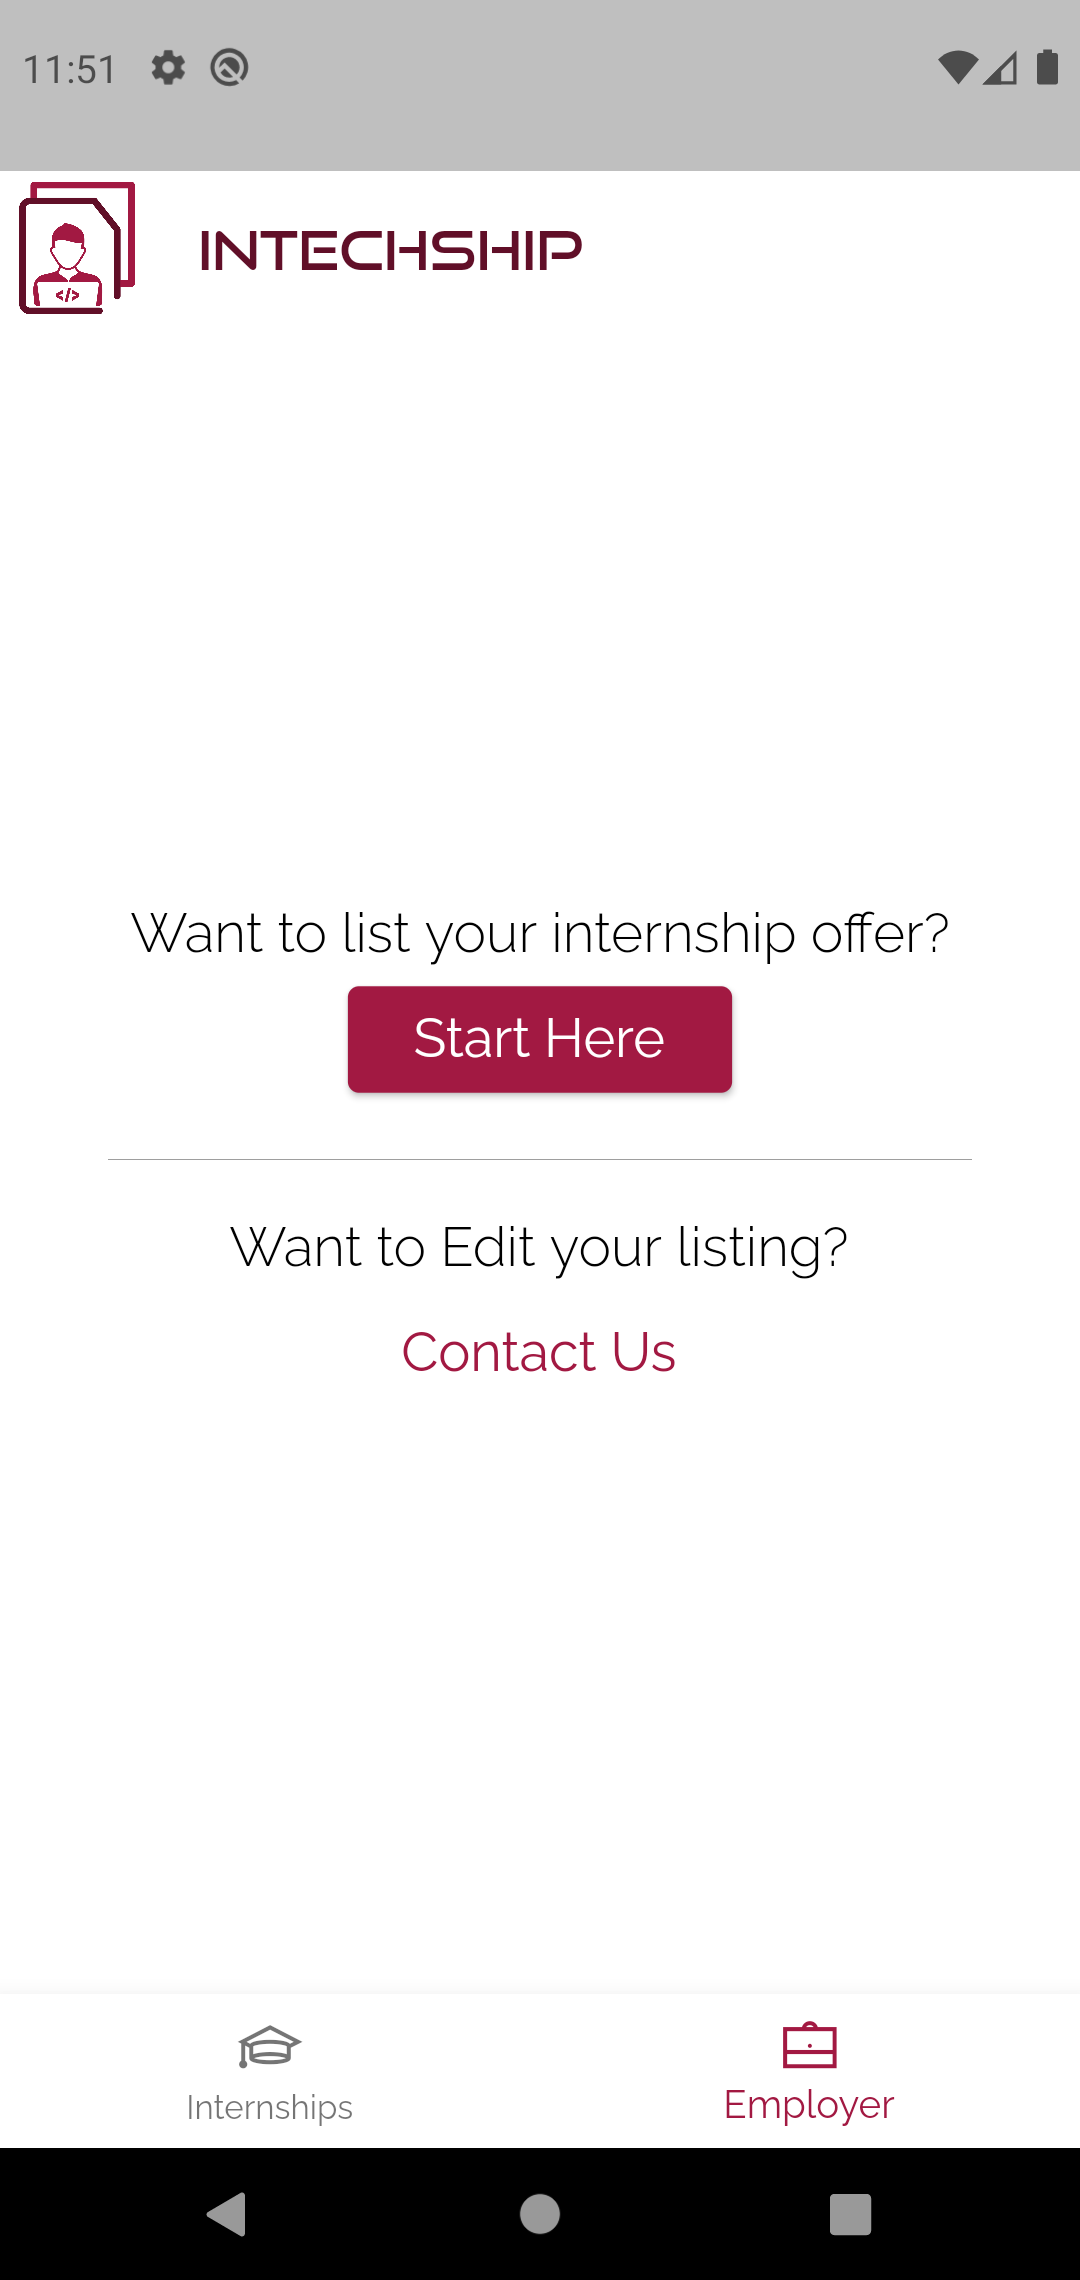 11:51
</>
INTECHSHIP
Want to list your internship offer?
Start Here
Want to Edit your listing?
Contact Us
Internships
Employer